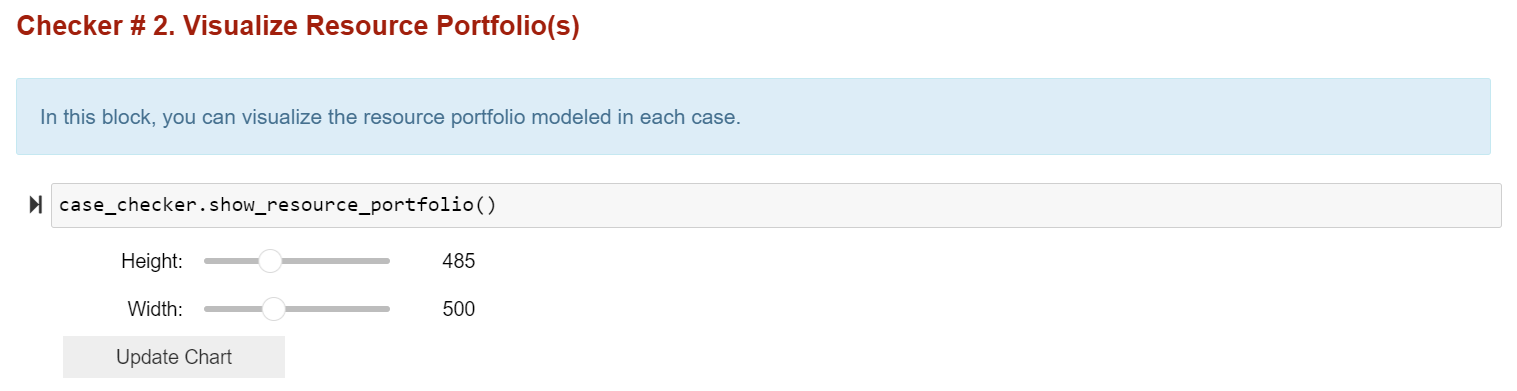 Checker # 2. Visualize Resource Portfolio(s)
In this block, you can visualize the resource portfolio modeled in each case.
case_checker.show_resource_portfolio()
Height: 485
Width: 500
Update Chart